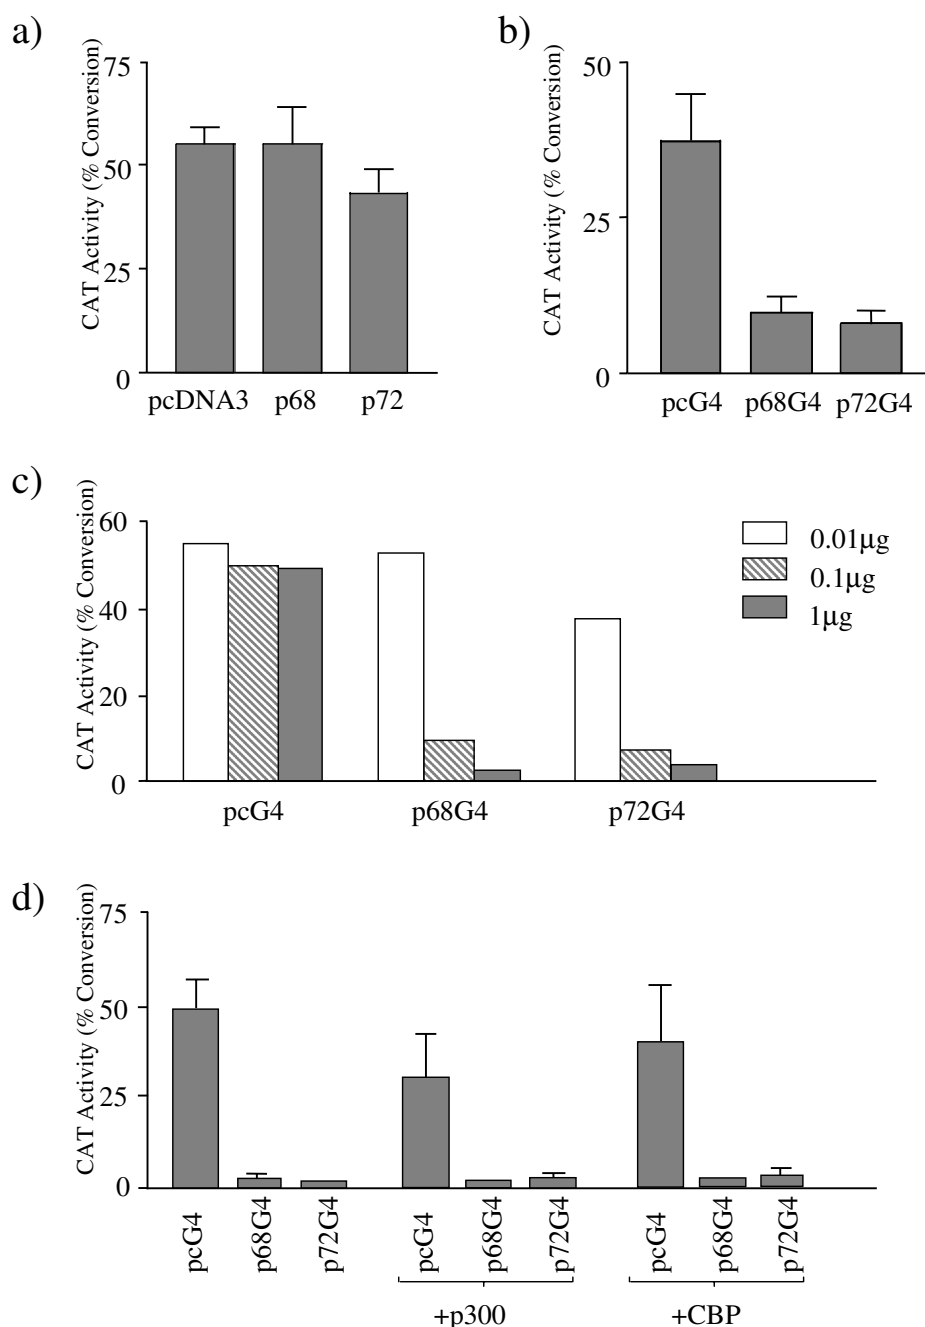 a)
CAT Activity (% Conversion)
75
50
25
0
pcDNA3 p68 p72
b)
CAT Activity (% Conversion)
50
25
0
pcG4 p68G4 p72G4
c)
CAT Activity (% Conversion)
60
40
20
0
pcG4 p68G4 p72G4
0.01µg
0.1µg
1µg
d)
CAT Activity (% Conversion)
75
50
25
0
pcG4 p68G4 p72G4 pcG4 p68G4 p72G4 pcG4 p68G4 p72G4
+p300 +CBP